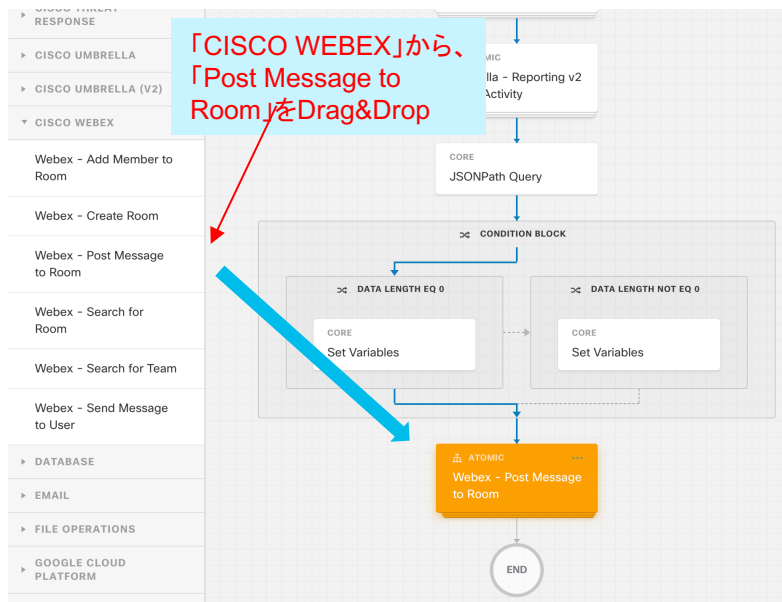 RESPONSE
CISCO UMBRELLA
CISCO UMBRELLA (V2)
CISCO WEBEX
Webex - Add Member to
Room
Webex - Create Room
Webex - Post Message
to Room
Webex - Search for
Room
Webex - Search for Team
Webex - Send Message
to User
DATABASE
EMAIL
FILE OPERATIONS
GOOGLE CLOUD
PLATFORM
「CISCO WEBEX」から、
「Post Message to
Room」をDrag&Drop
MIC
lla - Reporting v2
Activity
CORE
JSONPath Query
CONDITION BLOCK
DATA LENGTH EQ 0
CORE
Set Variables
DATA LENGTH NOT EQ 0
CORE
Set Variables
ATOMIC
Webex - Post Message
to Room
END